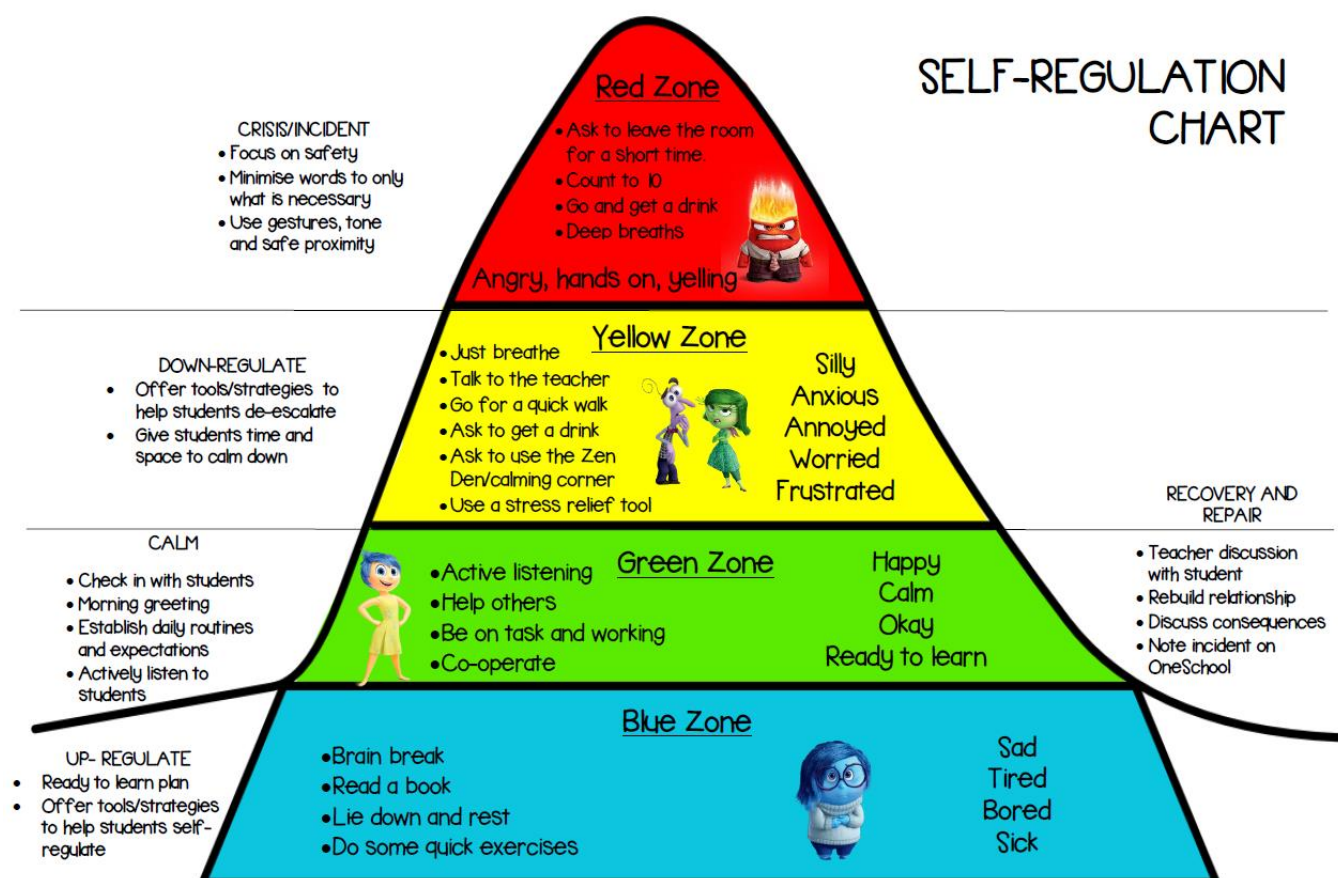 SELF-REGULATION
CHART
CRISIS/INCIDENT
• Focus on safety
• Minimise words to only
what is necessary
• Use gestures, tone
and safe proximity
Red Zone
• Ask to leave the room
for a short time.
• Count to 10
• Go and get a drink
• Deep breaths
Angry, hands on, yelling
DOWN-REGULATE
• Offer tools/strategies to
help students de-escalate
• Give students time and
space to calm down
Yellow Zone
• Just breathe
• Talk to the teacher
• Go for a quick walk
• Ask to get a drink
• Ask to use the Zen
Den/calming corner
• Use a stress relief tool
Silly
Anxious
Annoyed
Worried
Frustrated
CALM
• Check in with students
• Morning greeting
• Establish daily routines
and expectations
• Actively listen to
students
Green Zone
• Active listening
• Help others
• Be on task and working
• Co-operate
Happy
Calm
Okay
Ready to learn
RECOVERY AND
REPAIR
• Teacher discussion
with student
• Rebuild relationship
• Discuss consequences
• Note incident on
OneSchool
UP- REGULATE
• Ready to learn plan
• Offer tools/strategies
to help students self-
regulate
Blue Zone
• Brain break
• Read a book
• Lie down and rest
• Do some quick exercises
Sad
Tired
Bored
Sick